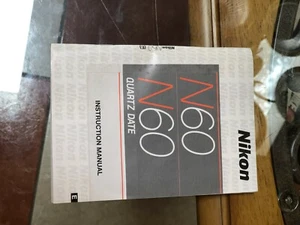 Nikon
N60
N60
QUARTZ DATE
INSTRUCTION MANUAL
E